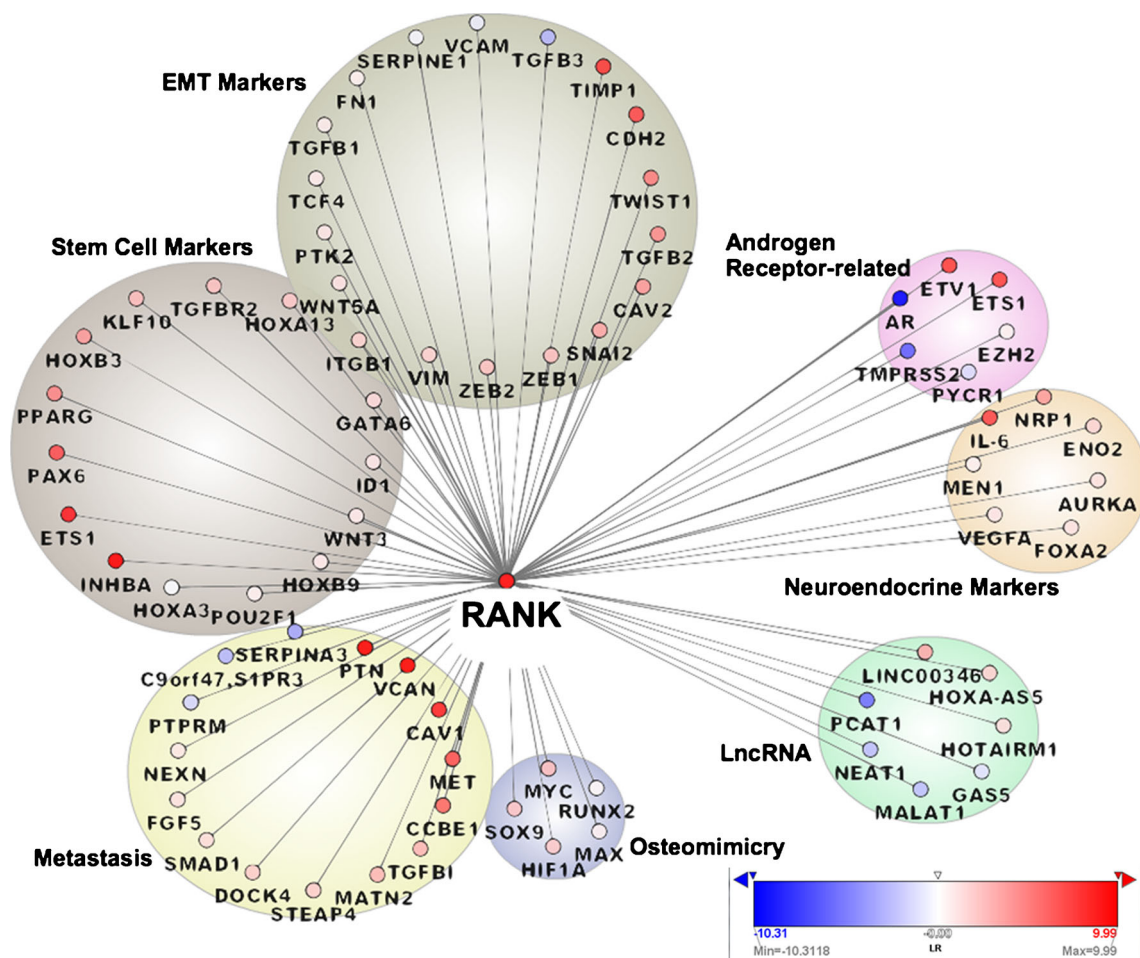 EMT Markers
SERPINE1
VCAM
TGFB3
TIMP1
FN1
CDH2
TGFB1
TCF4
TWIST1
PTK2
TGFB2
WNT5A
CAV2
ITGB1
VIM
ZEB2
ZEB1
SNAI2
Stem Cell Markers
KLF10
TGFBR2
HOXA13
HOXB3
PPARG
GATA6
PAX6
ID1
ETS1
WNT3
INHBA
HOXB9
HOXA3
POU2F1
Androgen
Receptor-related
ETV1
ETS1
AR
EZH2
TMPRSS2
PYCR1
NRP1
IL-6
ENO2
MEN1
AURKA
VEGFA
FOXA2
Neuroendocrine Markers
RANK
SERPINA3
C9orf47,S1PR3
PTN
VCAN
PTPRM
CAV1
NEXN
MET
FGF5
CCBE1
SMAD1
TGFBI
DOCK4
MATN2
STEAP4
Metastasis
MYC
RUNX2
SOX9
MAX
HIF1A
Osteomimicry
LINC00346
HOXA-AS5
PCAT1
HOTAIRM1
NEAT1
GAS5
MALAT1
LncRNA
-10.31
-0.00
9.99
Min=-10.3118
LR
Max=9.99